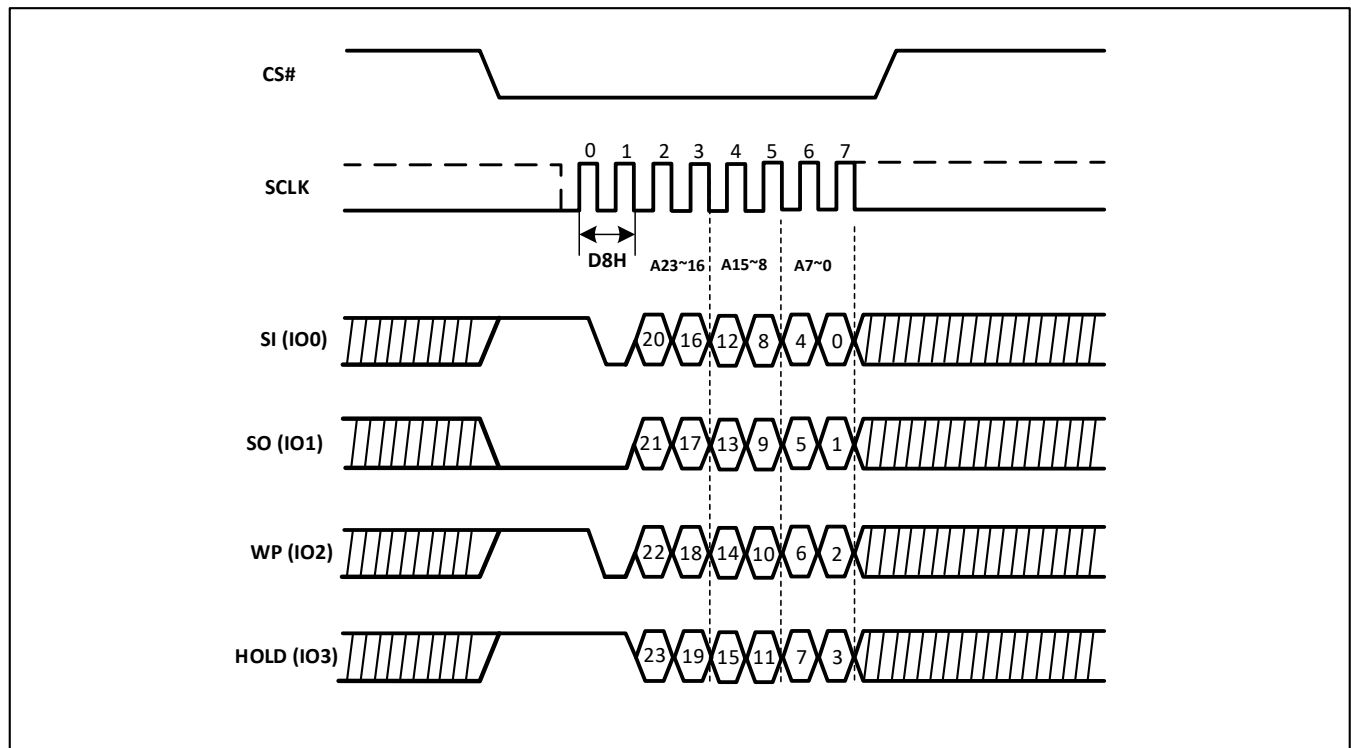 CS#
0 1 2 3 4 5 6 7
SCLK
D8H
A23~16 A15~8 A7~0
SI (IO0) 20 16 12 8 4 0
SO (IO1) 21 17 13 9 5 1
WP (IO2) 22 18 14 10 6 2
HOLD (IO3) 23 19 15 11 7 3